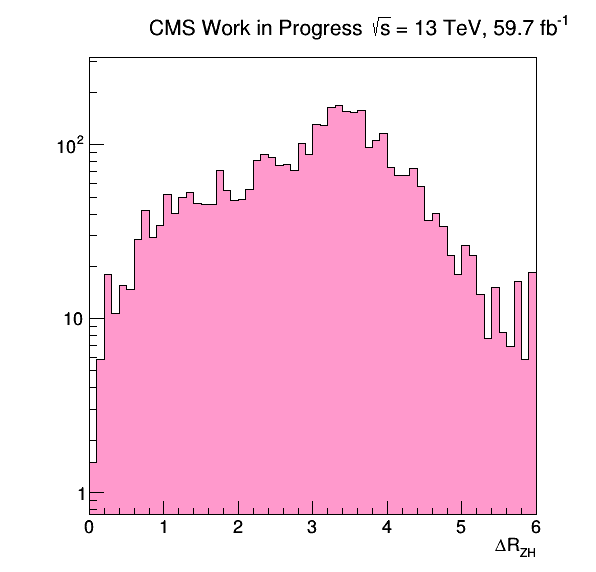 CMS Work in Progress √s = 13 TeV, 59.7 fb⁻¹
10²
10
1
0 1 2 3 4 5 6
ΔR_ZH